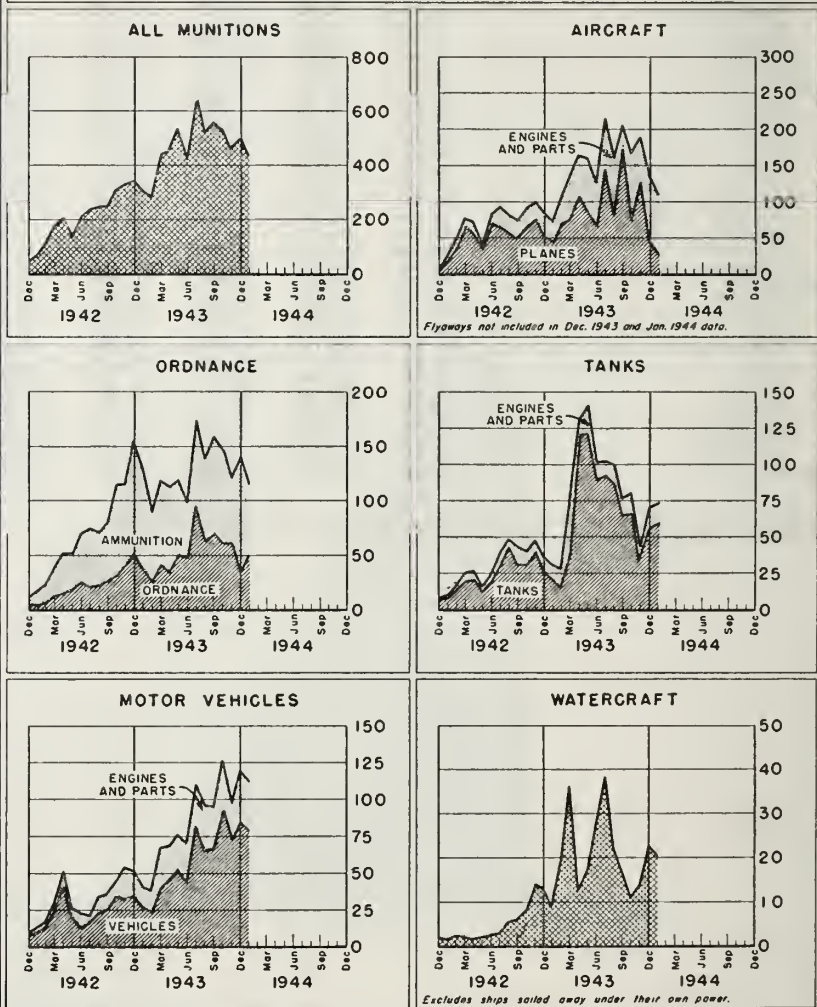 ALL MUNITIONS
800
600
400
200
0
Dec Mar Jun Sep Dec Mar Jun Sep Dec Mar Jun Sep Dec
1942 1943 1944
AIRCRAFT
300
250
200
150
100
50
0
ENGINES
AND PARTS
PLANES
Dec Mar Jun Sep Dec Mar Jun Sep Dec Mar Jun Sep Dec
1942 1943 1944
Flyaways not included in Dec. 1943 and Jan. 1944 data.
ORDNANCE
200
150
100
50
0
AMMUNITION
ORDNANCE
Dec Mar Jun Sep Dec Mar Jun Sep Dec Mar Jun Sep Dec
1942 1943 1944
TANKS
150
125
100
75
50
25
0
ENGINES
AND PARTS
TANKS
Dec Mar Jun Sep Dec Mar Jun Sep Dec Mar Jun Sep Dec
1942 1943 1944
MOTOR VEHICLES
150
125
100
75
50
25
0
ENGINES
AND PARTS
VEHICLES
Dec Mar Jun Sep Dec Mar Jun Sep Dec Mar Jun Sep Dec
1942 1943 1944
WATERCRAFT
50
40
30
20
10
0
Dec Mar Jun Sep Dec Mar Jun Sep Dec Mar Jun Sep Dec
1942 1943 1944
Excludes ships sailed away under their own power.